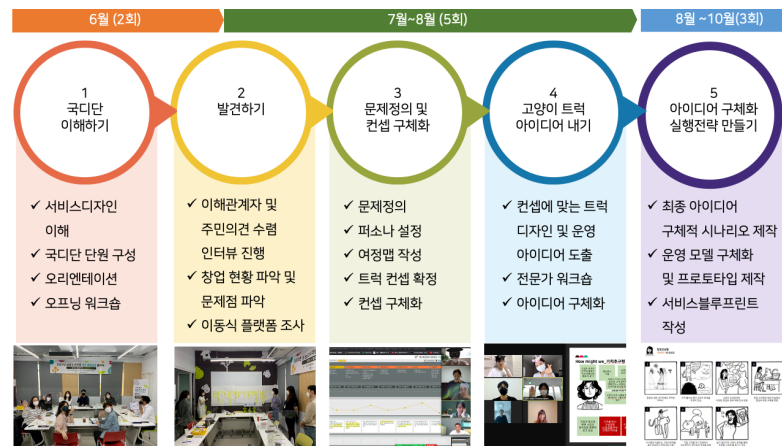 6월 (2회)
7월~8월 (5회)
8월 ~10월(3회)
1
국디단
이해하기
2
발견하기
3
문제정의 및
컨셉 구체화
4
고양이 트럭
아이디어 내기
5
아이디어 구체화
실행전략 만들기
✓ 서비스디자인
이해
✓ 국디단 단원 구성
✓ 오리엔테이션
✓ 오프닝 워크숍
✓ 이해관계자 및
주민의견 수렴
인터뷰 진행
✓ 창업 현황 파악 및
문제점 파악
✓ 이동식 플랫폼 조사
✓ 문제정의
✓ 퍼소나 설정
✓ 여정맵 작성
✓ 트럭 컨셉 확정
✓ 컨셉 구체화
✓ 컨셉에 맞는 트럭
디자인 및 운영
아이디어 도출
✓ 전문가 워크숍
✓ 아이디어 구체화
✓ 최종 아이디어
구체적 시나리오 제작
✓ 운영 모델 구체화
및 프로토타입 제작
✓ 서비스블루프린트
작성
How might we_